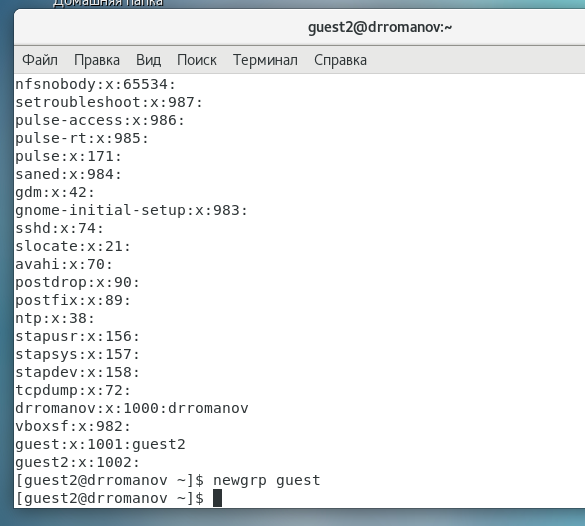 Домашняя папка
guest2@drromanov:~
Файл Правка Вид Поиск Терминал Справка
nfsnobody:x:65534:
setroubleshoot:x:987:
pulse-access:x:986:
pulse-rt:x:985:
pulse:x:171:
saned:x:984:
gdm:x:42:
gnome-initial-setup:x:983:
sshd:x:74:
slocate:x:21:
avahi:x:70:
postdrop:x:90:
postfix:x:89:
ntp:x:38:
stapusr:x:156:
stapsys:x:157:
stapdev:x:158:
tcpdump:x:72:
drromanov:x:1000:drromanov
vboxsf:x:982:
guest:x:1001:guest2
guest2:x:1002:
[guest2@drromanov ~]$ newgrp guest
[guest2@drromanov ~]$